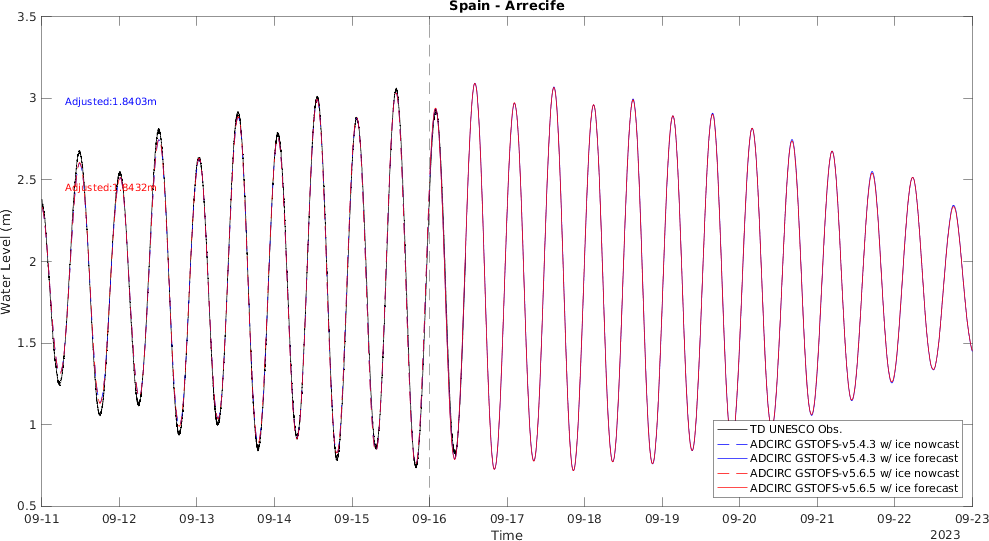 Spain - Arrecife
3.5
3
2.5
2
1.5
1
0.5
Water Level (m)
Adjusted:1.8403m
Adjusted:1.8432m
TD UNESCO Obs.
ADCIRC GSTOFS-v5.4.3 w/ ice nowcast
ADCIRC GSTOFS-v5.4.3 w/ ice forecast
ADCIRC GSTOFS-v5.6.5 w/ ice nowcast
ADCIRC GSTOFS-v5.6.5 w/ ice forecast
09-11 09-12 09-13 09-14 09-15 09-16 09-17 09-18 09-19 09-20 09-21 09-22 09-23
Time
2023